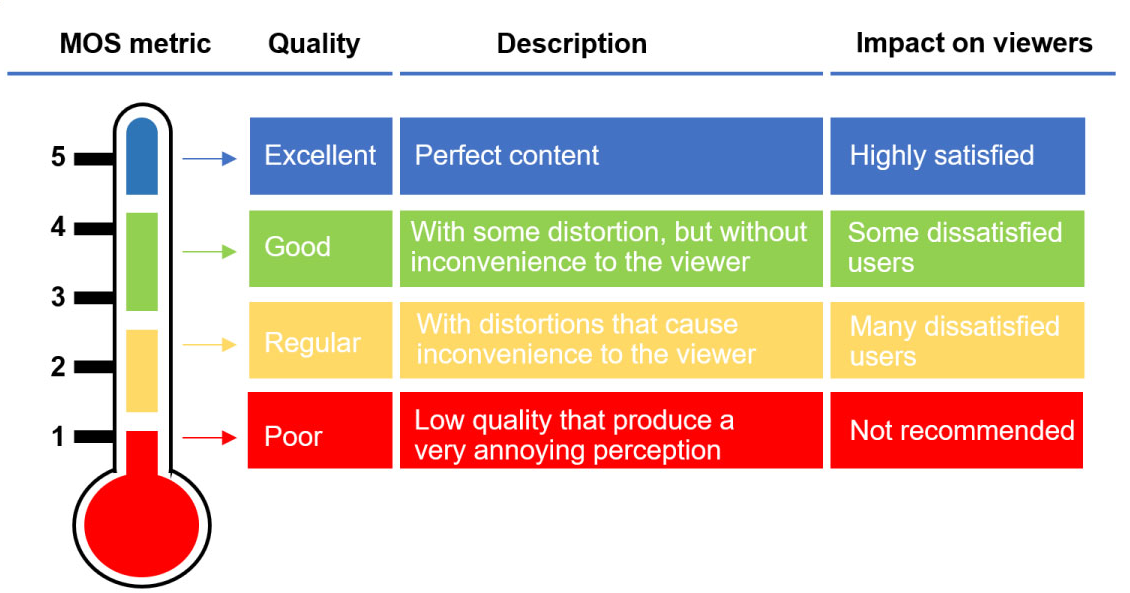 MOS metric Quality Description Impact on viewers
5 Excellent Perfect content Highly satisfied
4
Good
With some distortion, but without
inconvenience to the viewer
Some dissatisfied
users
3
Regular
With distortions that cause
inconvenience to the viewer
Many dissatisfied
users
2
1
Poor
Low quality that produce a
very annoying perception
Not recommended